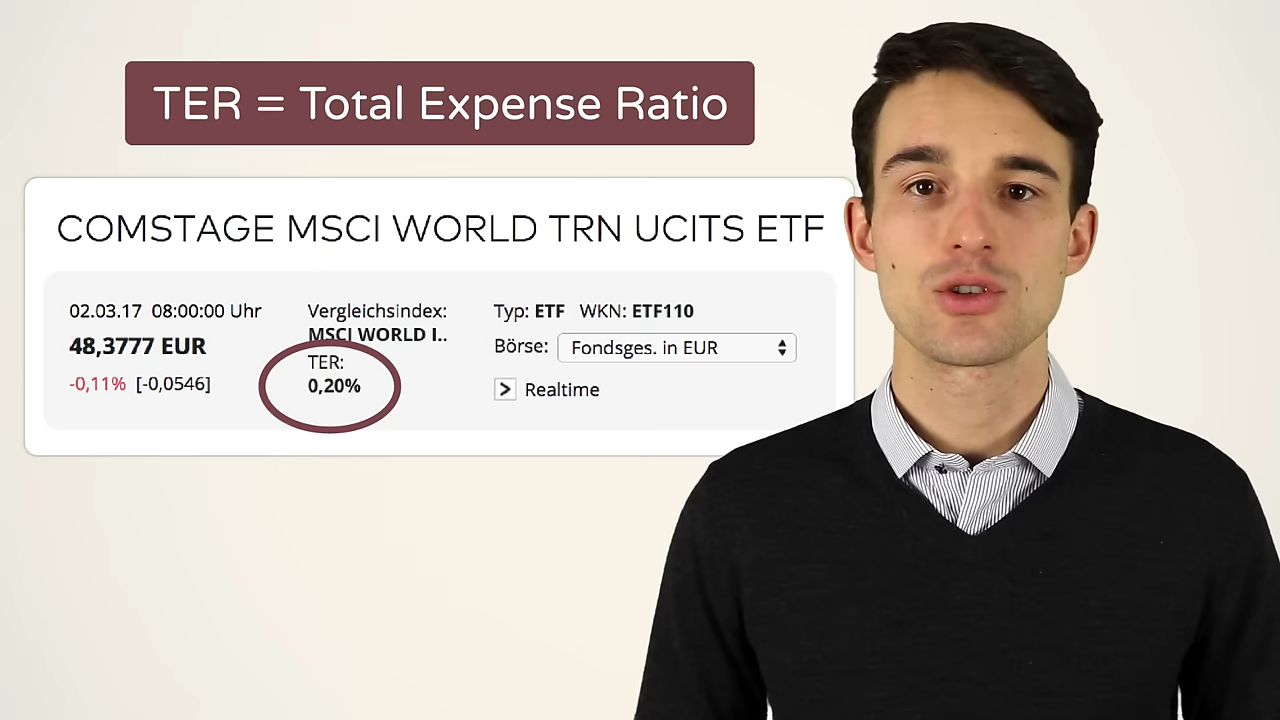 TER = Total Expense Ratio
COMSTAGE MSCI WORLD TRN UCITS ETF
02.03.17 08:00:00 Uhr
48,3777 EUR
-0,11% [-0,0546]
Vergleichsindex:
MSCI WORLD I..
TER:
0,20%
Typ: ETF WKN: ETF110
Börse: Fondsges. in EUR
Realtime